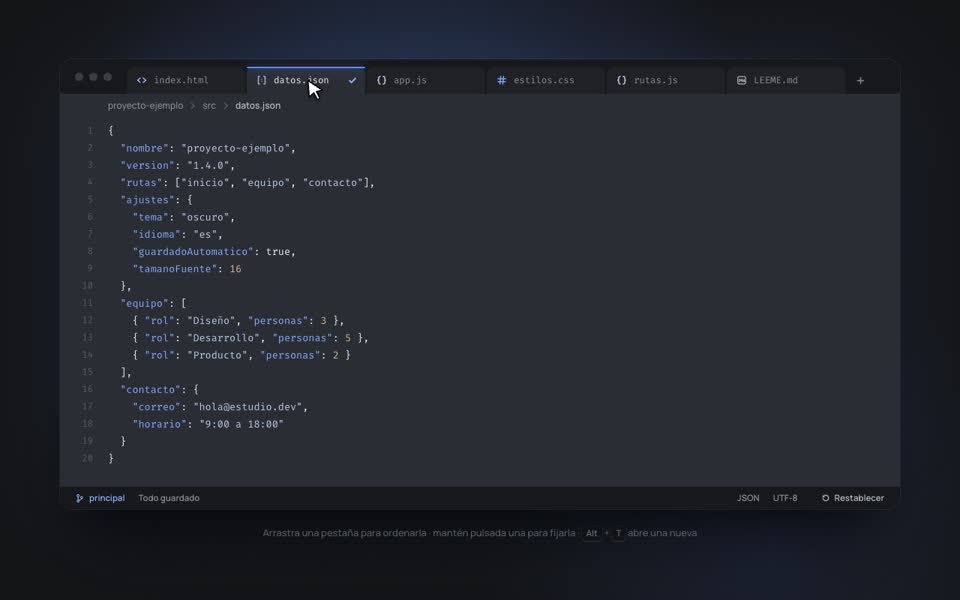 index.html
datos.json
app.js
estilos.css
rutas.js
LEEME.md
+
proyecto-ejemplo > src > datos.json
1 {
2 "nombre": "proyecto-ejemplo",
3 "version": "1.4.0",
4 "rutas": ["inicio", "equipo", "contacto"],
5 "ajustes": {
6 "tema": "oscuro",
7 "idioma": "es",
8 "guardadoAutomatico": true,
9 "tamanoFuente": 16
10 },
11 "equipo": [
12 { "rol": "Diseño", "personas": 3 },
13 { "rol": "Desarrollo", "personas": 5 },
14 { "rol": "Producto", "personas": 2 }
15 ],
16 "contacto": {
17 "correo": "hola@estudio.dev",
18 "horario": "9:00 a 18:00"
19 }
20 }
principal Todo guardado JSON UTF-8 Restablecer
Arrastra una pestaña para ordenarla · mantén pulsada una para fijarla · Alt + T abre una nueva